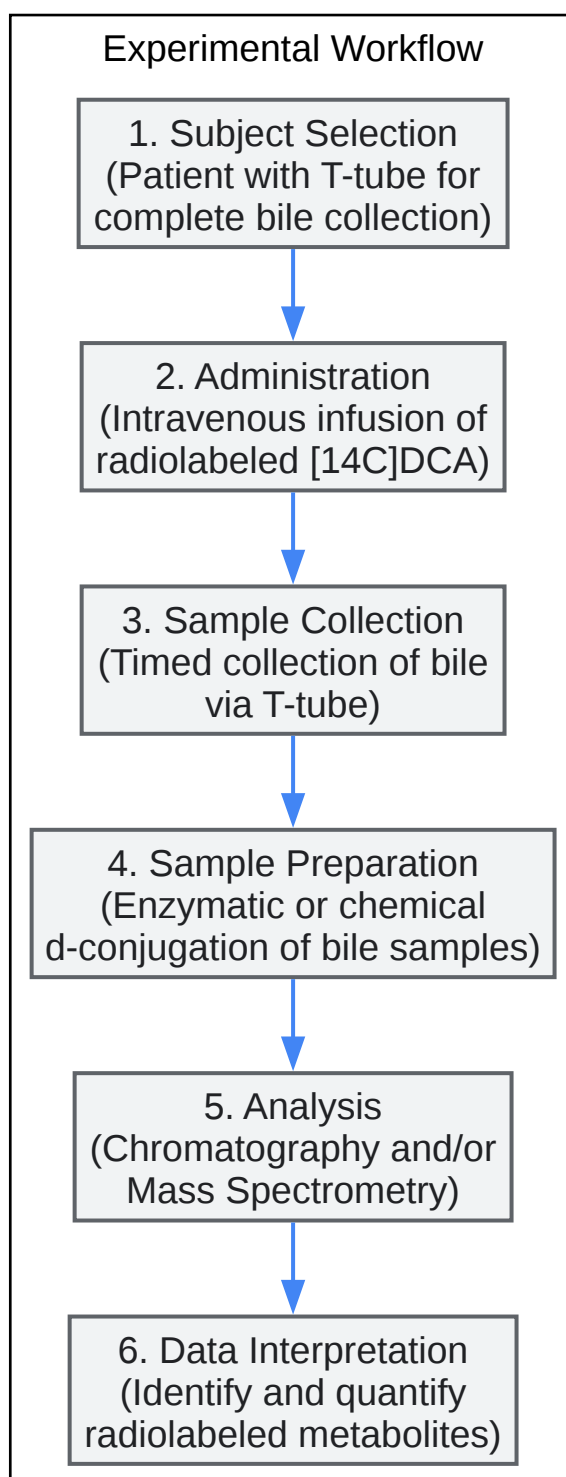 Experimental Workflow
1. Subject Selection
(Patient with T-tube for
complete bile collection)
2. Administration
(Intravenous infusion of
radiolabeled [14C]DCA)
3. Sample Collection
(Timed collection of bile
via T-tube)
4. Sample Preparation
(Enzymatic or chemical
d-conjugation of bile samples)
5. Analysis
(Chromatography and/or
Mass Spectrometry)
6. Data Interpretation
(Identify and quantify
radiolabeled metabolites)